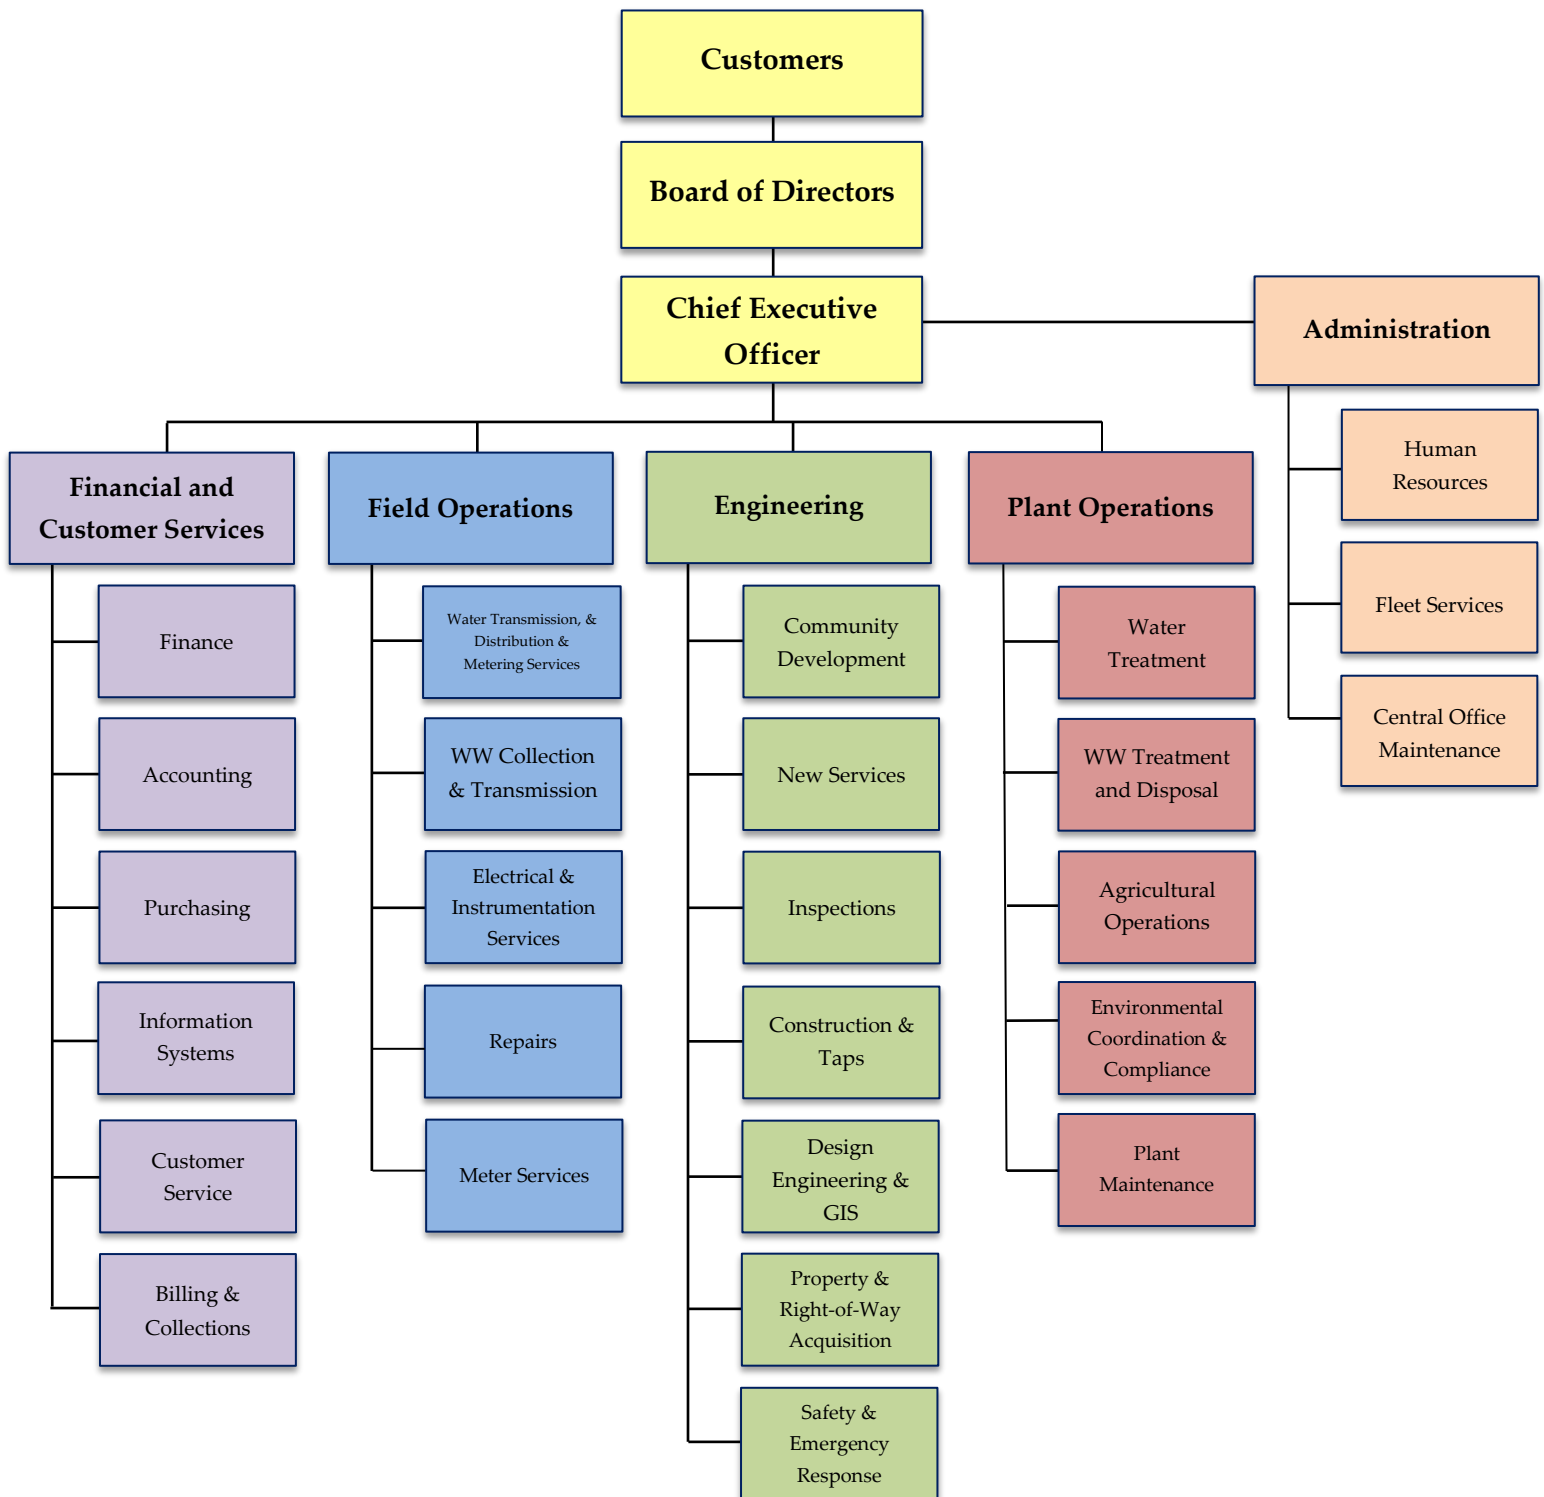 Customers
Board of Directors
Chief Executive
Officer
Administration
Human
Resources
Fleet Services
Central Office
Maintenance
Financial and
Customer Services
Finance
Accounting
Purchasing
Information
Systems
Customer
Service
Billing &
Collections
Field Operations
Water Transmission, &
Distribution &
Metering Services
WW Collection
& Transmission
Electrical &
Instrumentation
Services
Repairs
Meter Services
Engineering
Community
Development
New Services
Inspections
Construction &
Taps
Design
Engineering &
GIS
Property &
Right-of-Way
Acquisition
Safety &
Emergency
Response
Plant Operations
Water
Treatment
WW Treatment
and Disposal
Agricultural
Operations
Environmental
Coordination &
Compliance
Plant
Maintenance